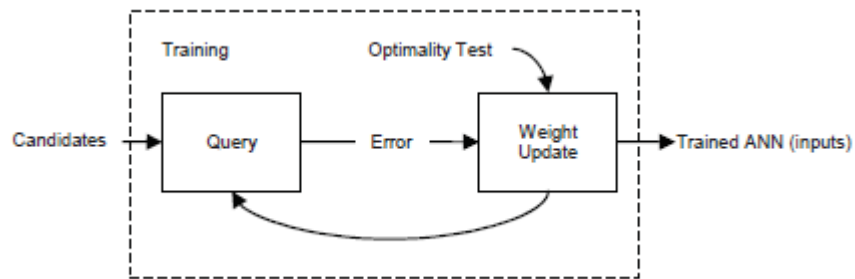 Training
Optimality Test
Candidates
Query
Error
Weight
Update
Trained ANN (inputs)